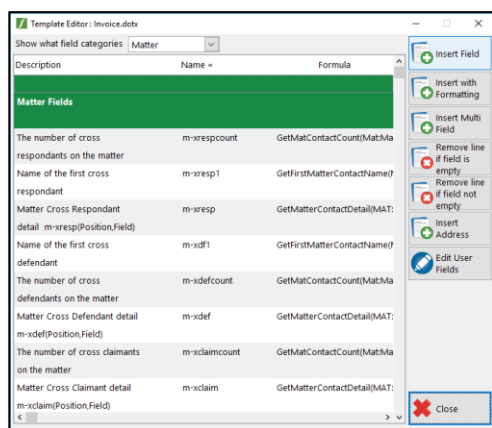 Template Editor : Invoice.dotx
Show what field categories Matter
Description Name « Formula
Matter Fields
The number of cross m-xrespcount GetMatContactCount(Mat:Ma
respondants on the matter
Name of the first cross m-xresp1 GetFirstMatterContactName(M
respondant
Matter Cross Respondant m-xresp GetMatterContactDetail(MAT:
detail m-xresp(Position,Field)
Name of the first cross m-xdf1 GetFirstMatterContactName(M
defendant
The number of cross m-xdefcount GetMatContactCount(Mat:Ma
defendants on the matter
Matter Cross Defendant detail m-xdef GetMatterContactDetail(MAT:
m-xdef(Position,Field)
The number of cross claimants m-xclaimcount GetMatContactCount(Mat:Ma
on the matter
Matter Cross Claimant detail m-xclaim GetMatterContactDetail(MAT:
m-xclaim(Position,Field)
Insert Field
Insert with
Formatting
Insert Multi
Field
Remove line
if field is
empty
Remove line
if field not
empty
Insert
Address
Edit User
Fields
Close